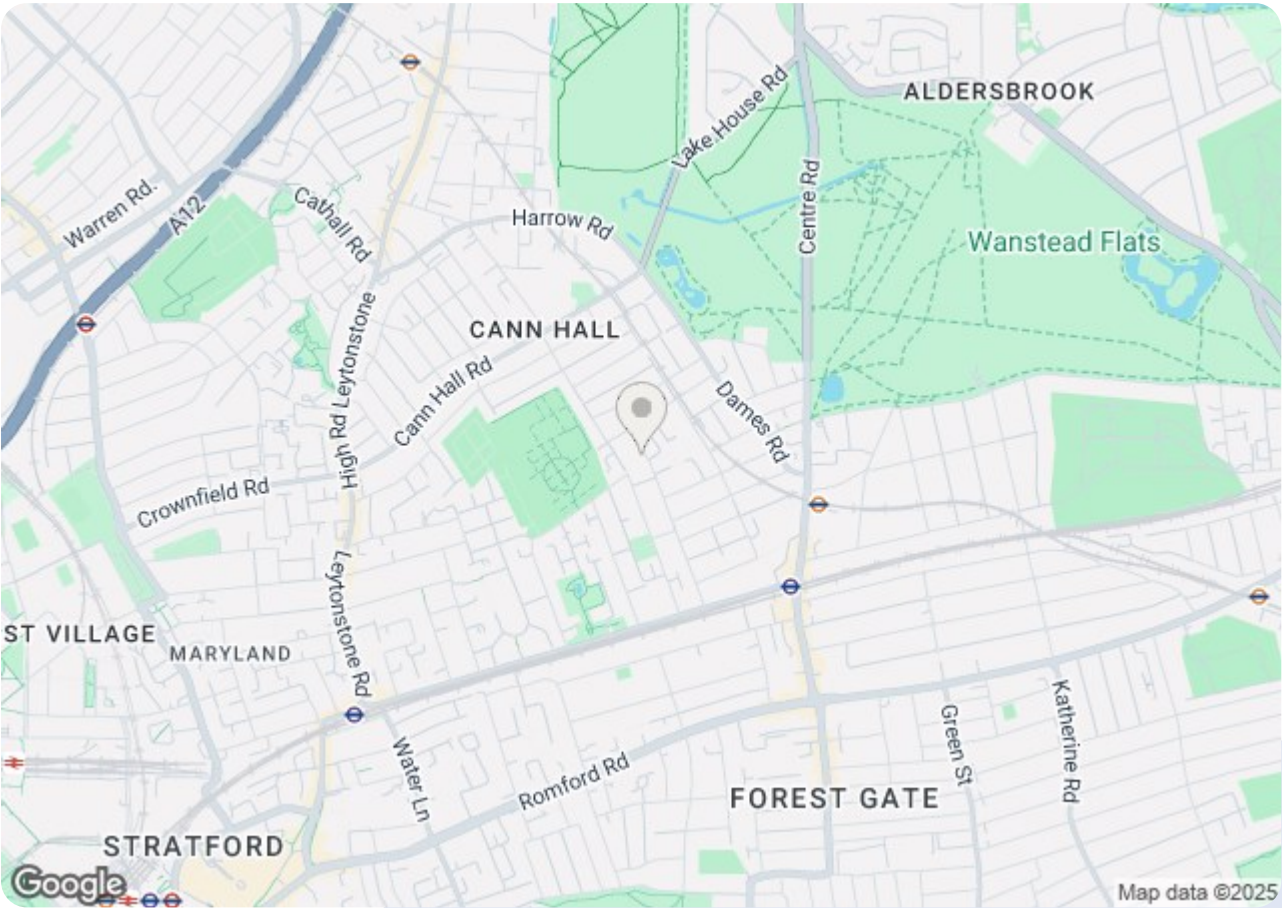 ALDERSBROOK
Lake House Rd
Warren Rd.
A12
Cathall Rd
Harrow Rd
Centre Rd
Wanstead Flats
CANN HALL
High Rd Leytonstone
Cann Hall Rd
Dames Rd
Crownfield Rd
Leytonstone Rd
ST VILLAGE
MARYLAND
Katherine Rd
Green St
Water Ln
Romford Rd
FOREST GATE
STRATFORD
Google
Map data ©2025